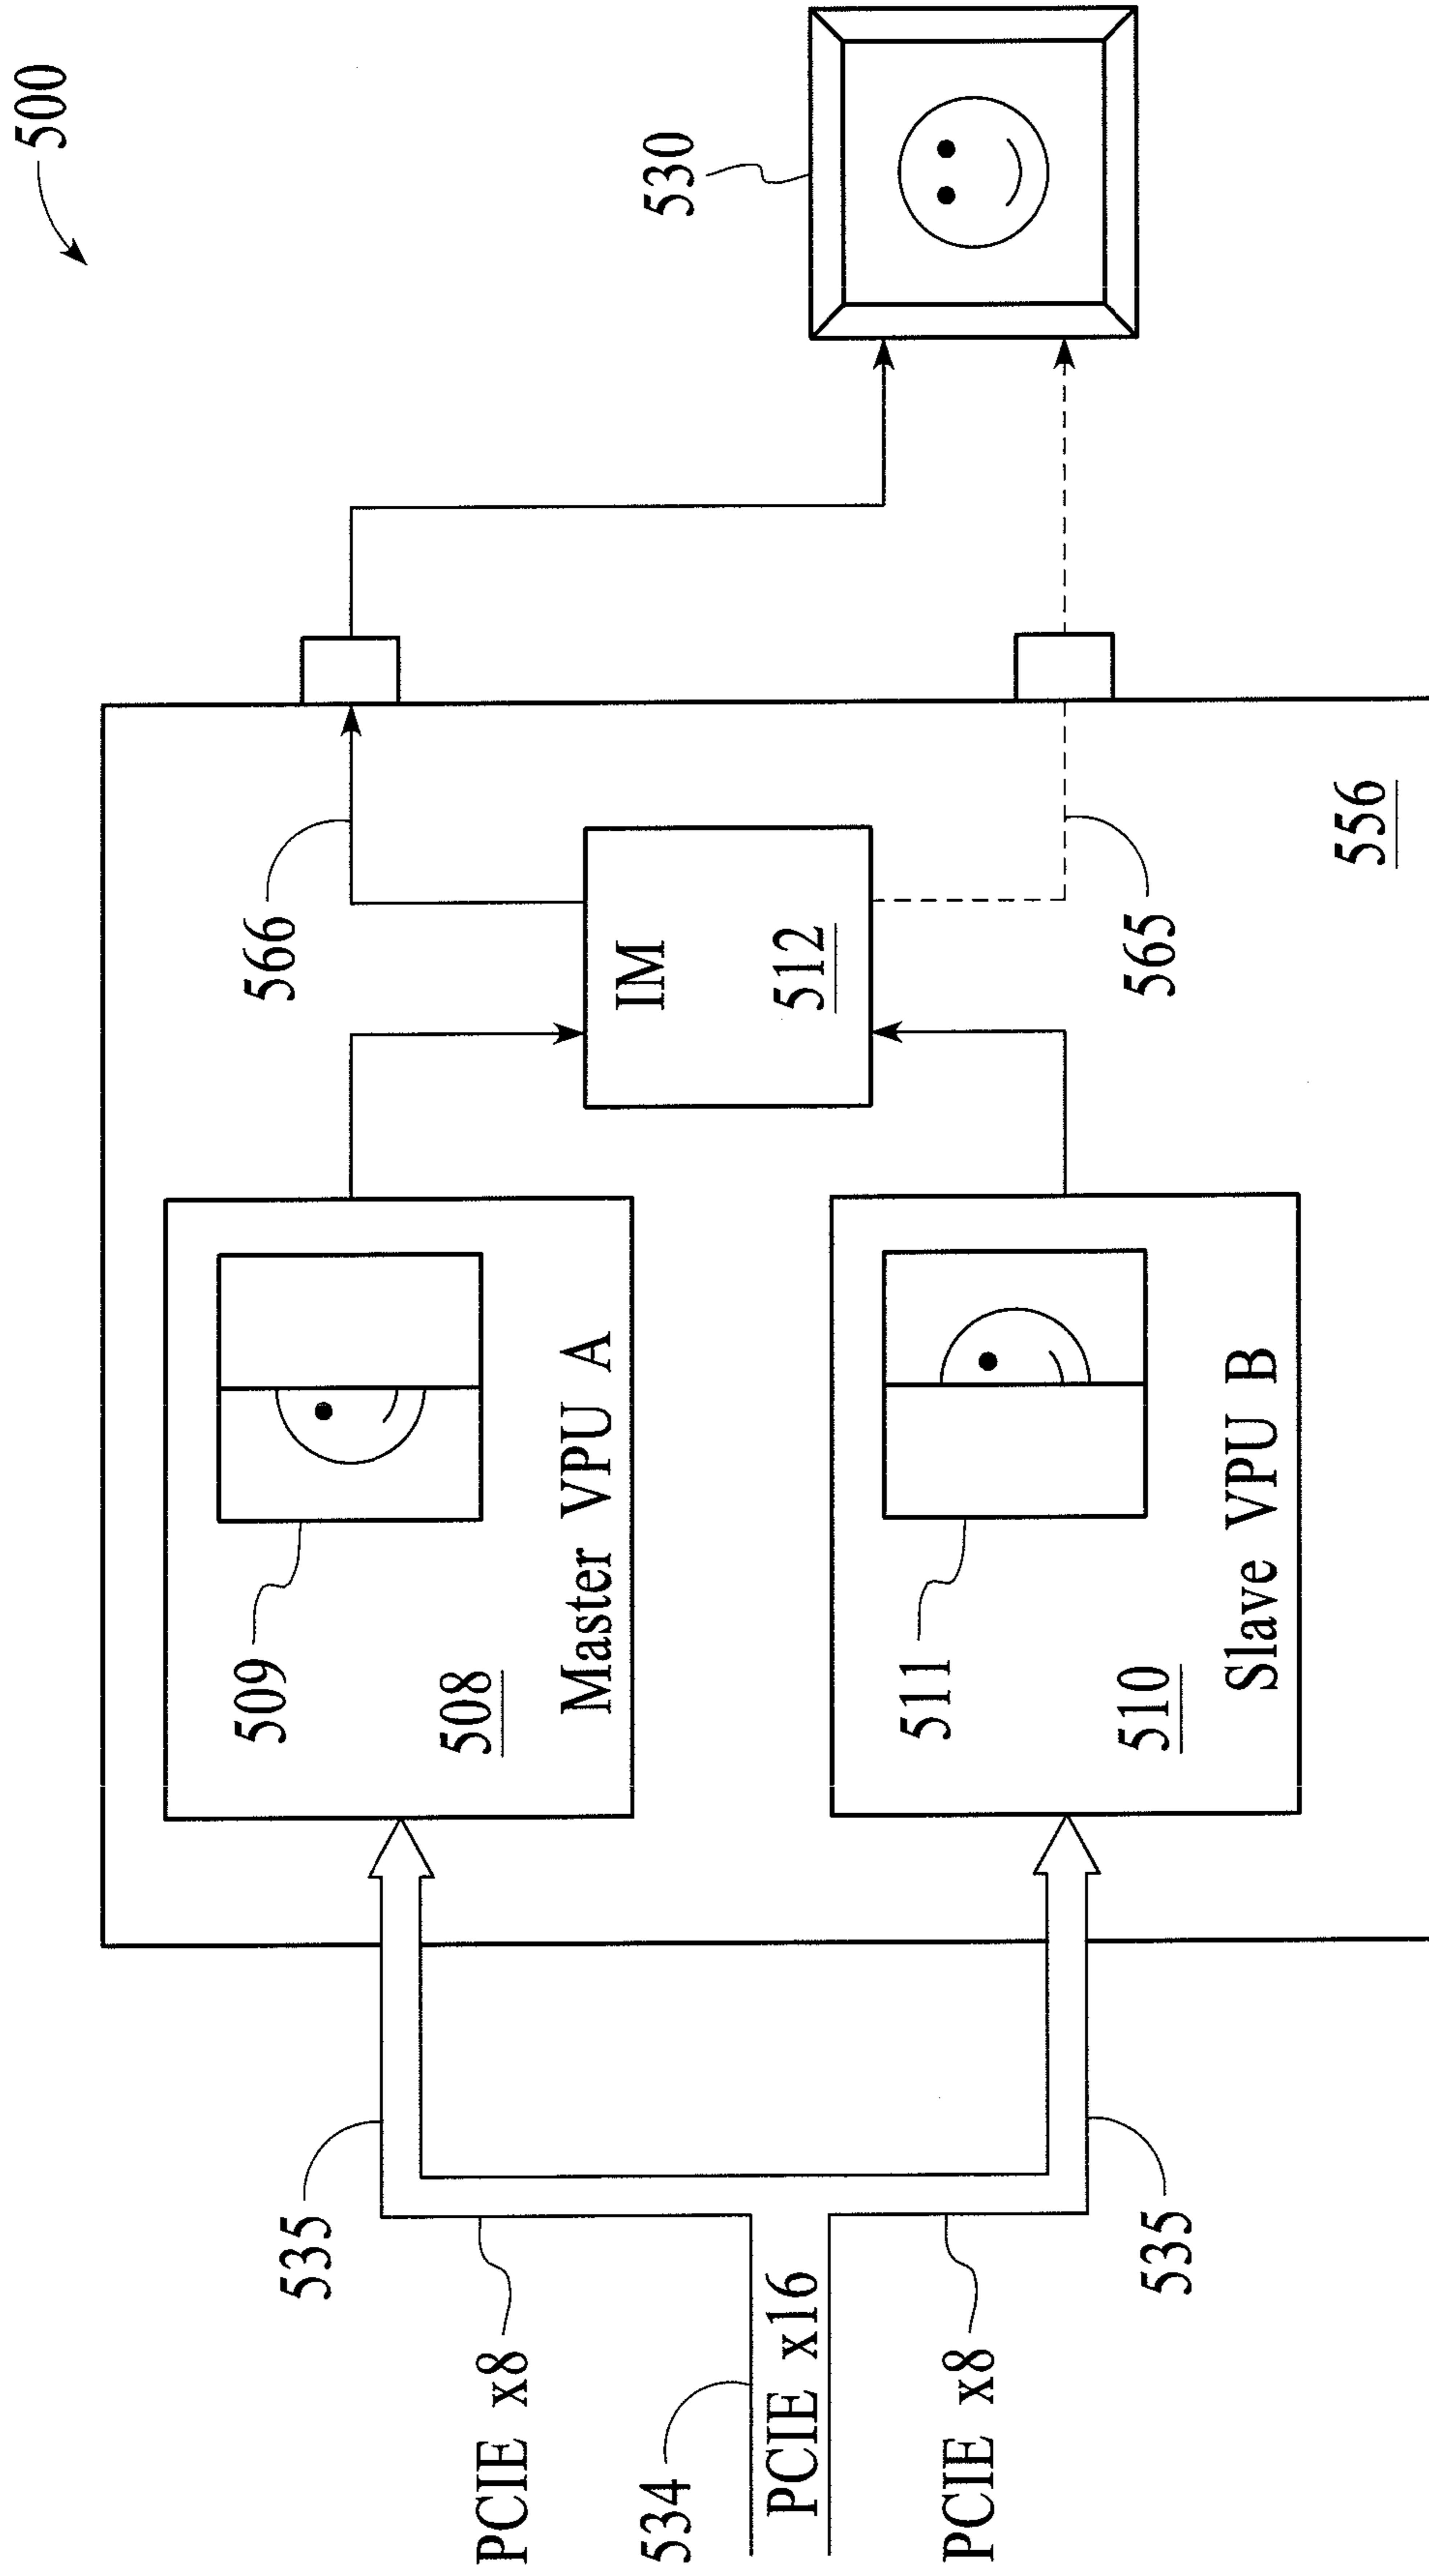 500
535
PCIE x8
534
PCIE x16
PCIE x8
535
509
508
Master VPU A
511
510
Slave VPU B
566
IM
512
565
556
530